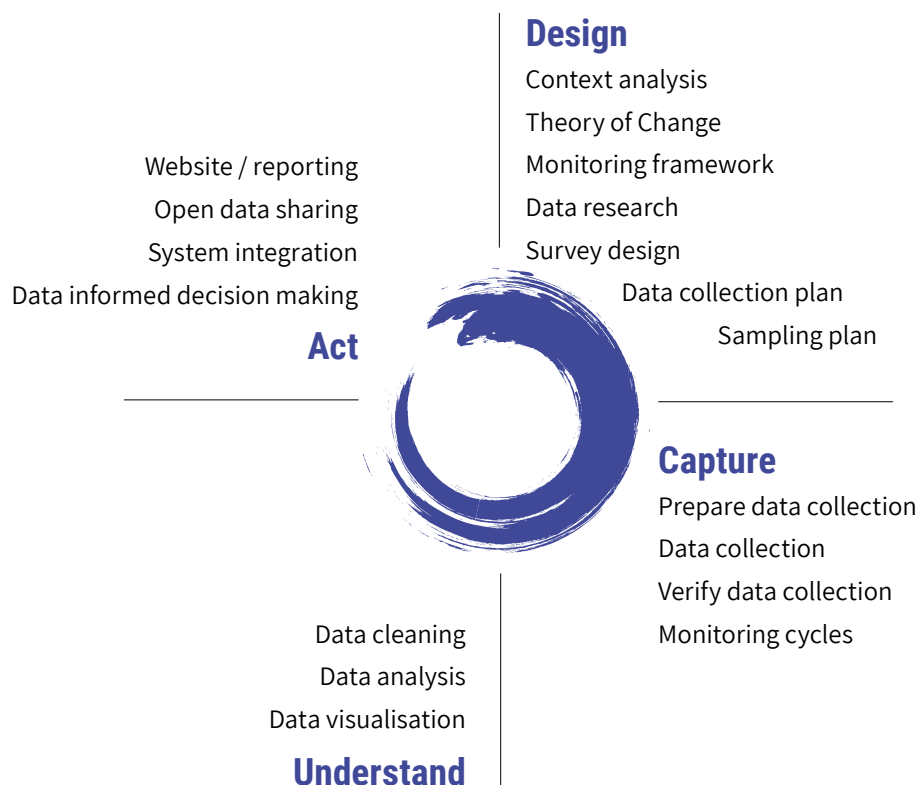 Design
Context analysis
Theory of Change
Monitoring framework
Data research
Survey design
Data collection plan
Sampling plan
Capture
Prepare data collection
Data collection
Verify data collection
Monitoring cycles
Data cleaning
Data analysis
Data visualisation
Understand
Website / reporting
Open data sharing
System integration
Data informed decision making
Act